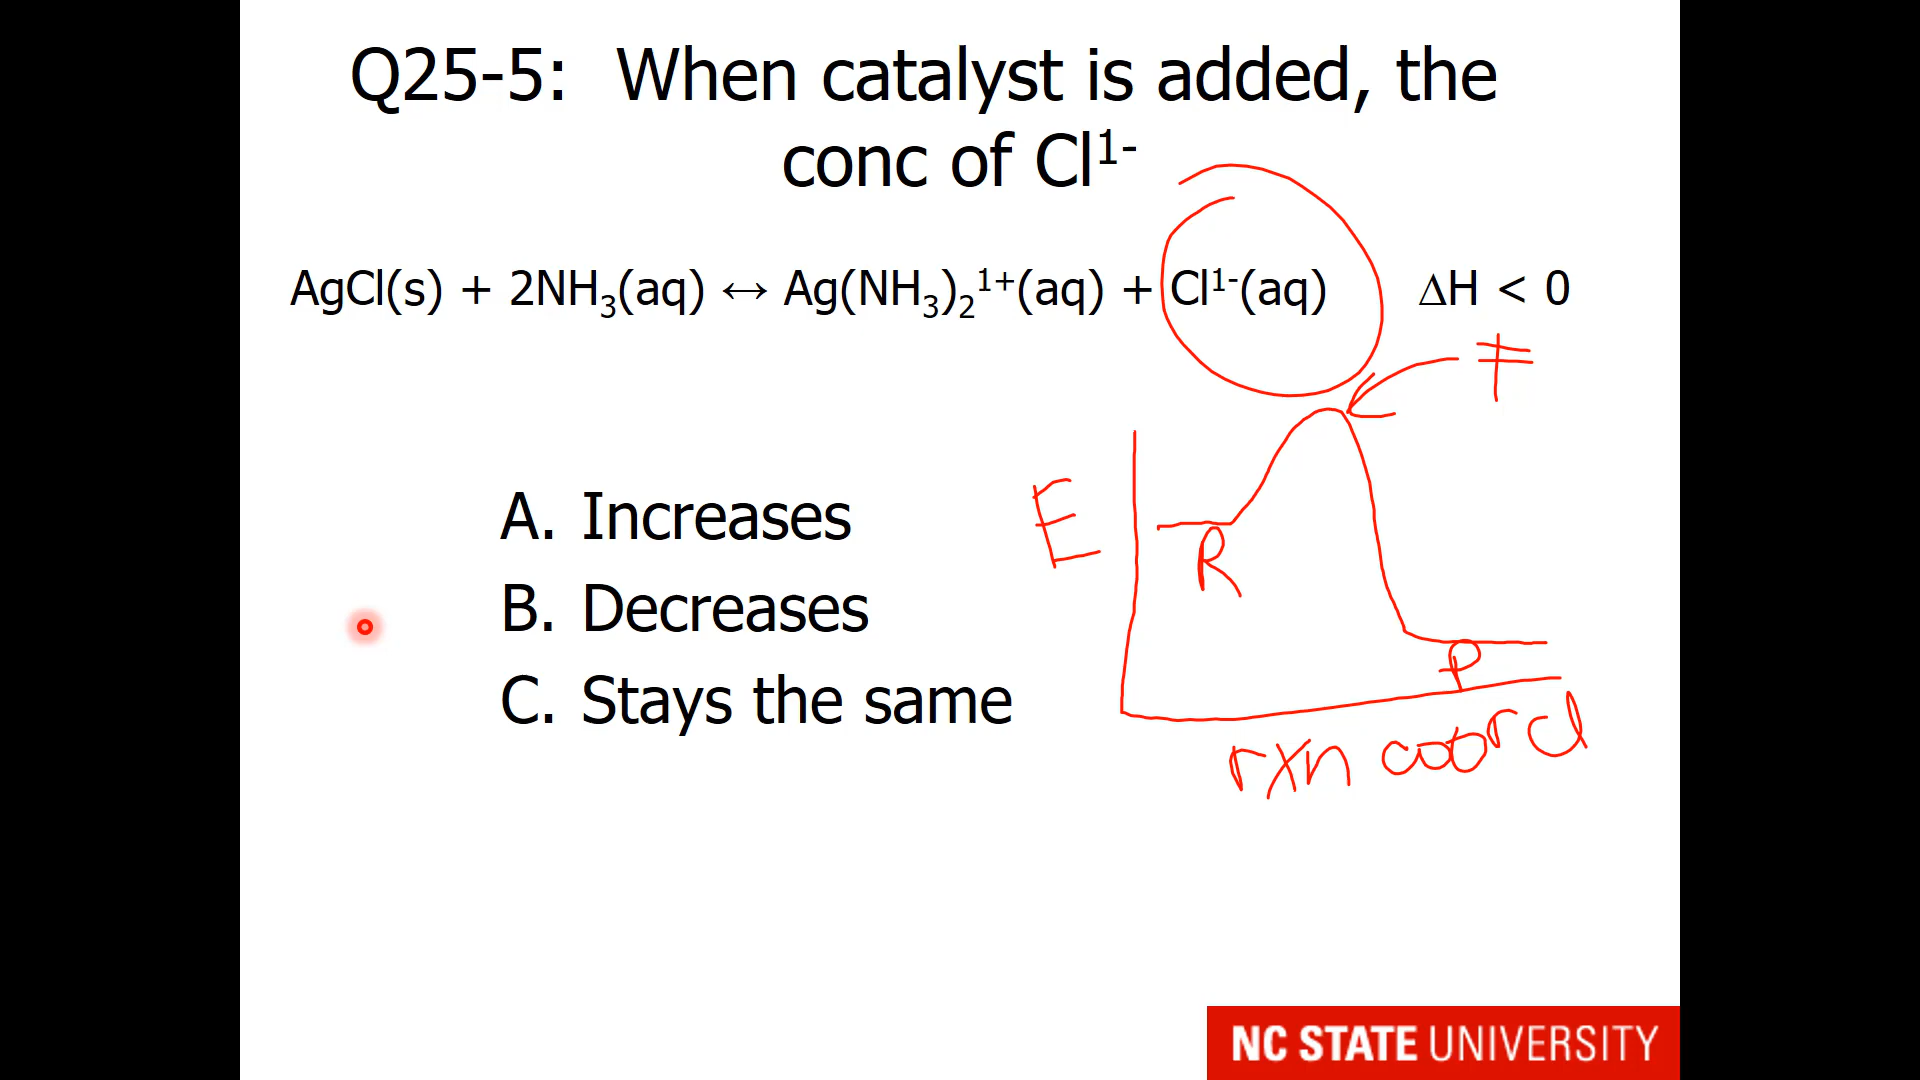 Q25-5: When catalyst is added, the
conc of Cl¹⁻
AgCl(s) + 2NH₃(aq) ↔ Ag(NH₃)₂¹⁺(aq) + Cl¹⁻(aq) ΔH < 0
‡
A. Increases
B. Decreases
C. Stays the same
E
R
P
rxn coord
NC STATE UNIVERSITY